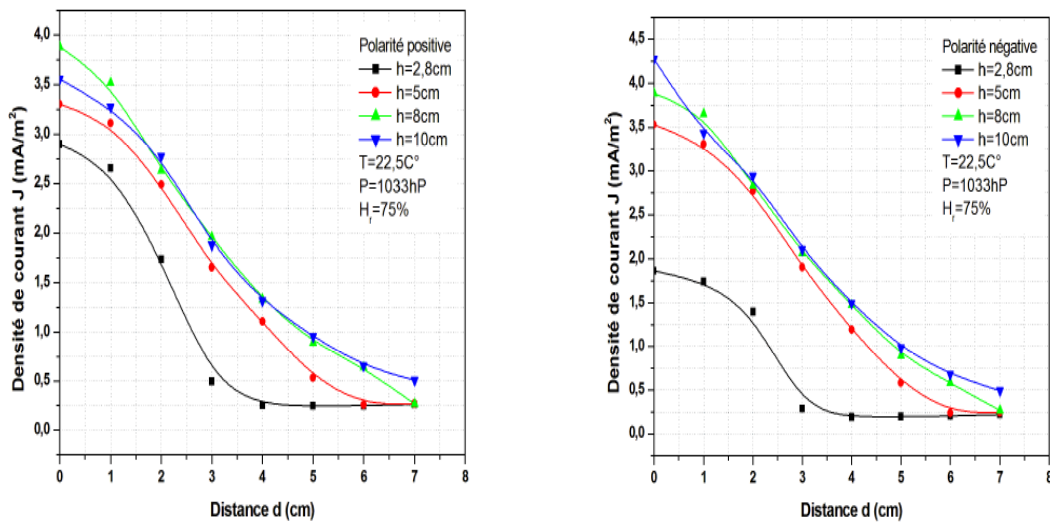 4,0
3,5
3,0
2,5
2,0
1,5
1,0
0,5
0,0
Densité de courant J (mA/m²)
Polarité positive
h=2,8cm
h=5cm
h=8cm
h=10cm
T=22,5C°
P=1033hP
Hr=75%
0 1 2 3 4 5 6 7 8
Distance d (cm)
4,5
4,0
3,5
3,0
2,5
2,0
1,5
1,0
0,5
0,0
Densité de courant J (mA/m²)
Polarité négative
h=2,8cm
h=5cm
h=8cm
h=10cm
T=22,5C°
P=1033hP
Hr=75%
0 1 2 3 4 5 6 7 8
Distance d (cm)